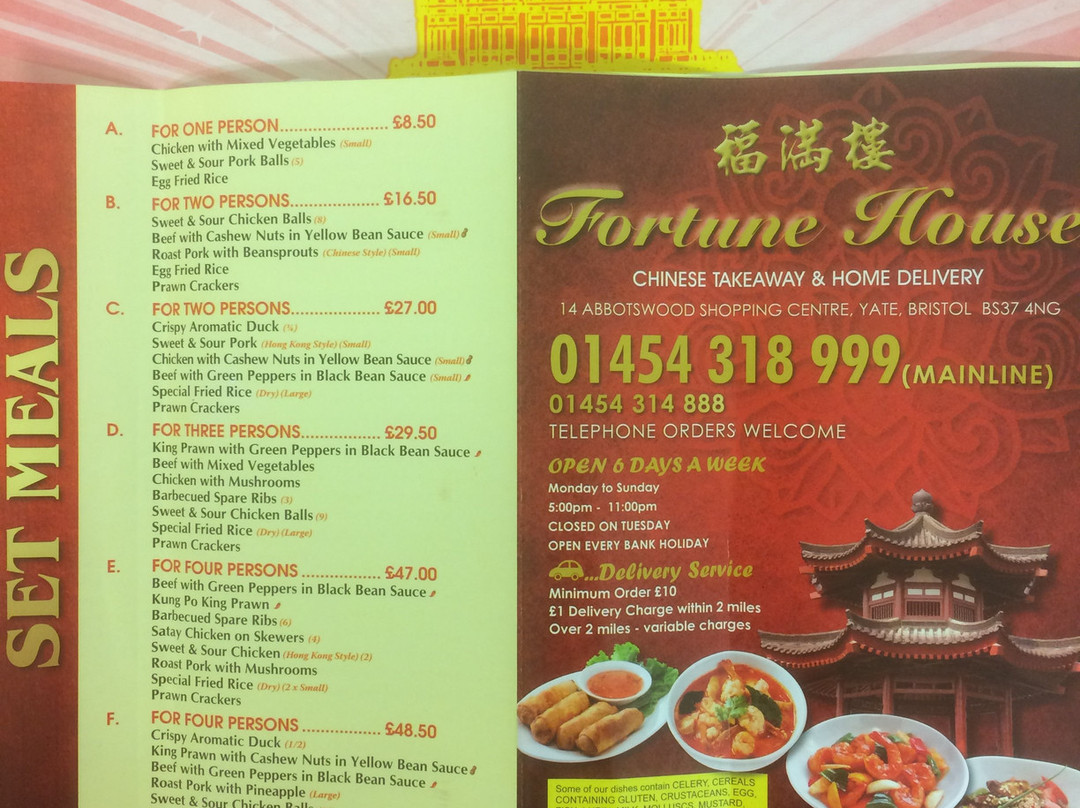 SET MEALS
A. FOR ONE PERSON...................... £8.50
Chicken with Mixed Vegetables (Small)
Sweet & Sour Pork Balls (5)
Egg Fried Rice
B. FOR TWO PERSONS.................. £16.50
Sweet & Sour Chicken Balls (8)
Beef with Cashew Nuts in Yellow Bean Sauce (Small)
Roast Pork with Beansprouts (Chinese Style) (Small)
Egg Fried Rice
Prawn Crackers
C. FOR TWO PERSONS.................. £27.00
Crispy Aromatic Duck (¼)
Sweet & Sour Pork (Hong Kong Style) (Small)
Chicken with Cashew Nuts in Yellow Bean Sauce (Small)
Beef with Green Peppers in Black Bean Sauce (Small)
Special Fried Rice (Dry) (Large)
Prawn Crackers
D. FOR THREE PERSONS................ £29.50
King Prawn with Green Peppers in Black Bean Sauce
Beef with Mixed Vegetables
Chicken with Mushrooms
Barbecued Spare Ribs (3)
Sweet & Sour Chicken Balls (9)
Special Fried Rice (Dry) (Large)
Prawn Crackers
E. FOR FOUR PERSONS ................ £47.00
Beef with Green Peppers in Black Bean Sauce
Kung Po King Prawn
Barbecued Spare Ribs (6)
Satay Chicken on Skewers (4)
Sweet & Sour Chicken (Hong Kong Style) (2)
Roast Pork with Mushrooms
Special Fried Rice (Dry) (2 x Small)
Prawn Crackers
F. FOR FOUR PERSONS ................ £48.50
Crispy Aromatic Duck (1/2)
King Prawn with Cashew Nuts in Yellow Bean Sauce
Beef with Green Peppers in Black Bean Sauce
Roast Pork with Pineapple (Large)
Sweet & Sour Chicken Balls
福满楼
Fortune House
CHINESE TAKEAWAY & HOME DELIVERY
14 ABBOTSWOOD SHOPPING CENTRE, YATE, BRISTOL BS37 4NG
01454 318 999 (MAINLINE)
01454 314 888
TELEPHONE ORDERS WELCOME
OPEN 6 DAYS A WEEK
Monday to Sunday
5:00pm - 11:00pm
CLOSED ON TUESDAY
OPEN EVERY BANK HOLIDAY
...Delivery Service
Minimum Order £10
£1 Delivery Charge within 2 miles
Over 2 miles - variable charges
Some of our dishes contain CELERY, CEREALS
CONTAINING GLUTEN, CRUSTACEANS, EGG,
MOLLUSCS, MUSTARD,